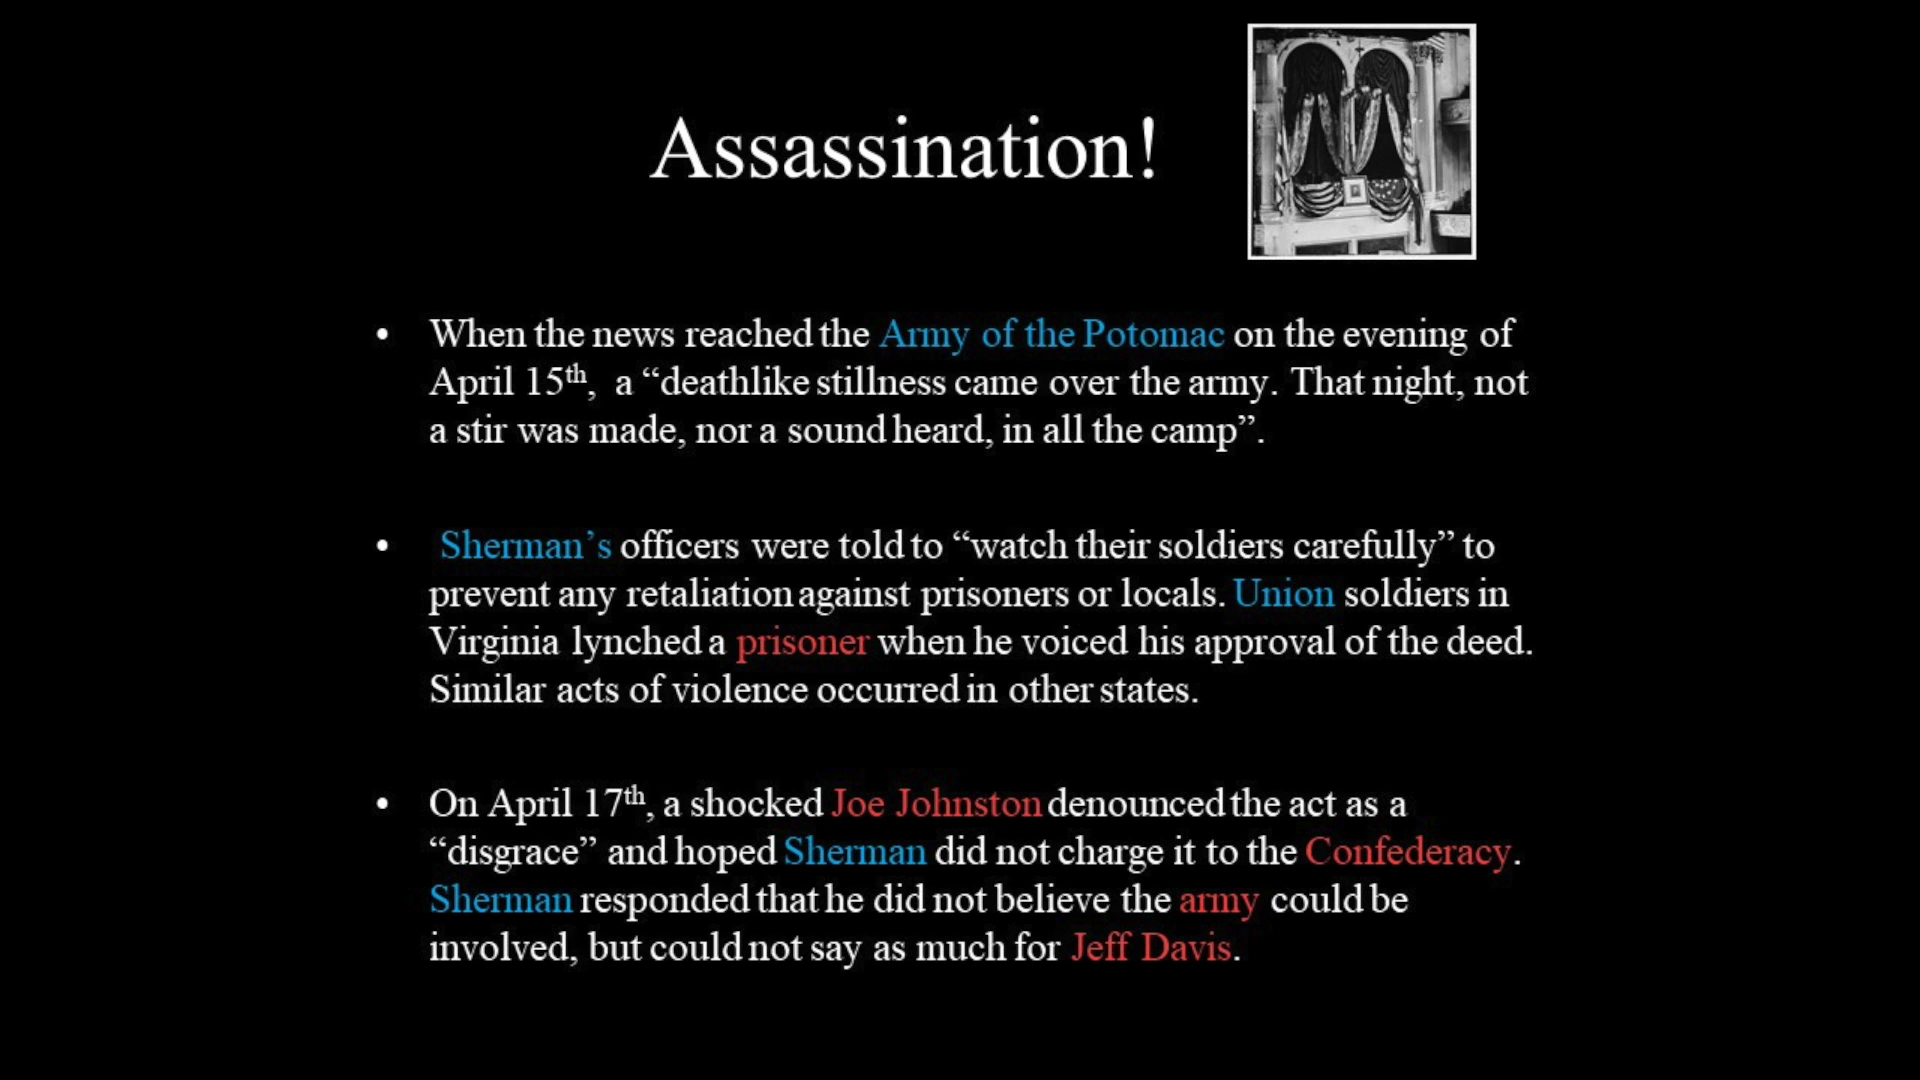 Assassination!
• When the news reached the Army of the Potomac on the evening of
April 15th, a “deathlike stillness came over the army. That night, not
a stir was made, nor a sound heard, in all the camp”.
• Sherman’s officers were told to “watch their soldiers carefully” to
prevent any retaliation against prisoners or locals. Union soldiers in
Virginia lynched a prisoner when he voiced his approval of the deed.
Similar acts of violence occurred in other states.
• On April 17th, a shocked Joe Johnston denounced the act as a
“disgrace” and hoped Sherman did not charge it to the Confederacy.
Sherman responded that he did not believe the army could be
involved, but could not say as much for Jeff Davis.